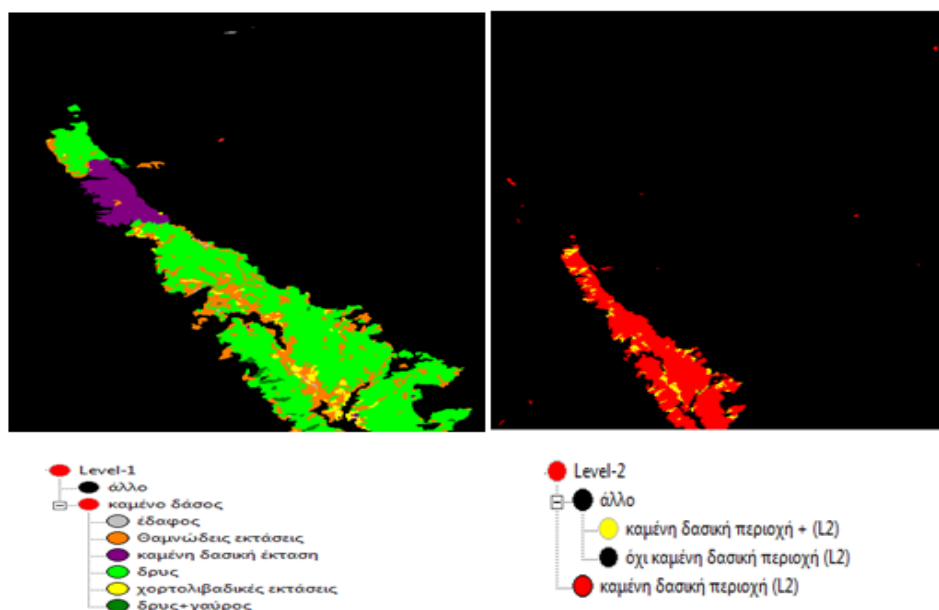 Level-1
άλλο
καμένο δάσος
έδαφος
Θαμνώδεις εκτάσεις
καμένη δασική έκταση
δρυς
χορτολιβαδικές εκτάσεις
δρυς+γαύρος
Level-2
άλλο
καμένη δασική περιοχή + (L2)
όχι καμένη δασική περιοχή (L2)
καμένη δασική περιοχή (L2)